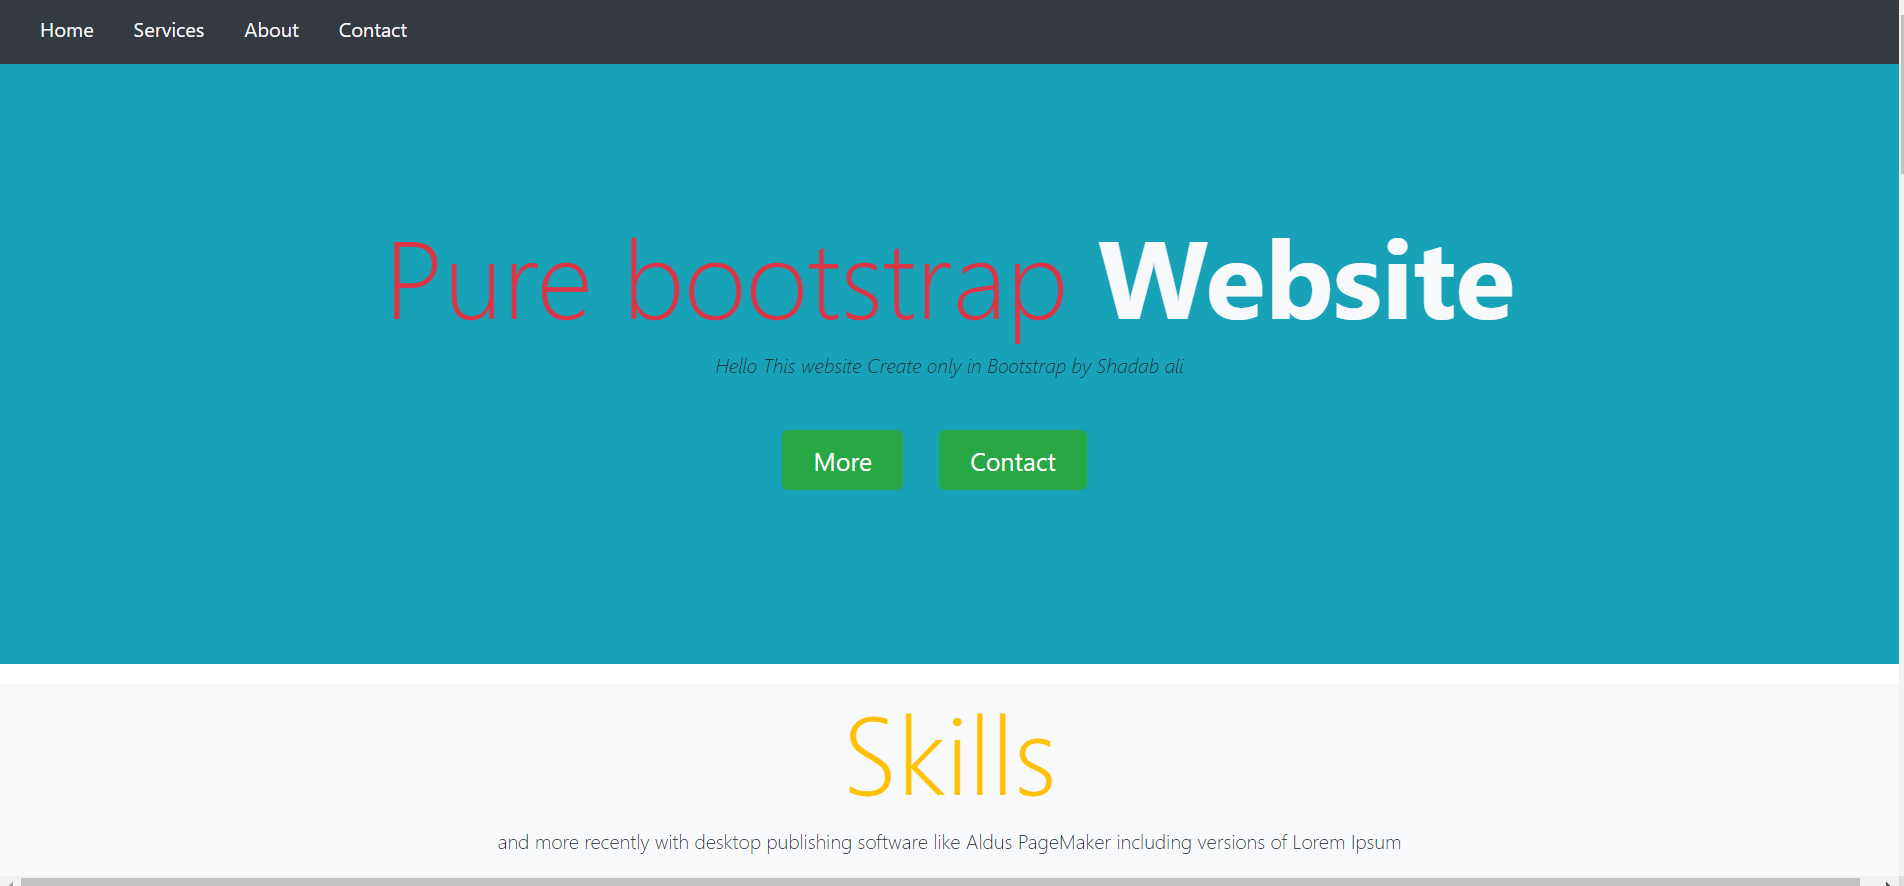 Home Services About Contact
Pure bootstrap Website
Hello This website Create only in Bootstrap by Shadab ali
More Contact
Skills
and more recently with desktop publishing software like Aldus PageMaker including versions of Lorem Ipsum